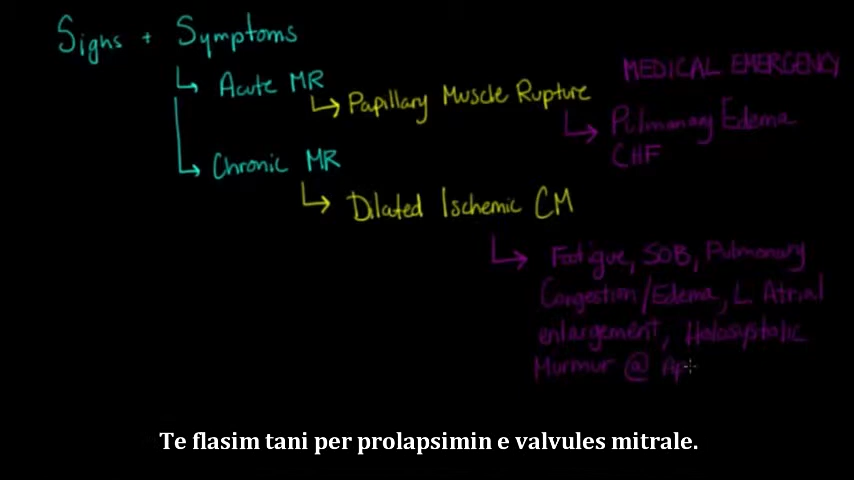 Signs + Symptoms
MEDICAL EMERGENCY
Acute MR
Papillary Muscle Rupture
Pulmonary Edema
CHF
Chronic MR
Dilated Ischemic CM
Fatigue, SOB, Pulmonary
Congestion/Edema, L. Atrial
enlargement, Holosystolic
Murmur @ Ap
Te flasim tani per prolapsimin e valvules mitrale.